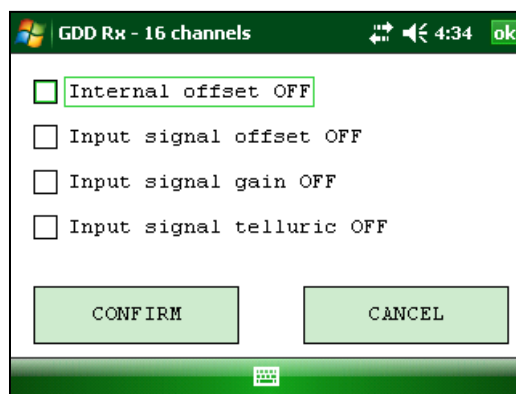 GDD Rx - 16 channels 4:34 ok
Internal offset OFF
Input signal offset OFF
Input signal gain OFF
Input signal telluric OFF
CONFIRM CANCEL